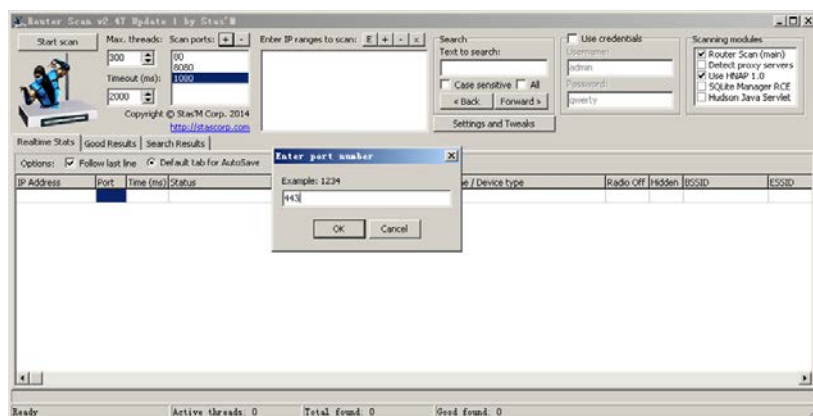 Router Scan v2.47 Update 1 by Stas'M
Start scan
Max. threads:
300
Timeout (ms):
2000
Scan ports: + -
80
8080
1080
Copyright © Stas'M Corp. 2014
http://stascorp.com
Enter IP ranges to scan: E + - x
Search
Text to search:
Case sensitive All
< Back Forward >
Settings and Tweaks
Use credentials
Username:
admin
Password:
qwerty
Scanning modules
Router Scan (main)
Detect proxy servers
Use HNAP 1.0
SQLite Manager RCE
Hudson Java Servlet
Realtime Stats Good Results Search Results
Options: Follow last line Default tab for AutoSave
IP Address Port Time (ms) Status e / Device type Radio Off Hidden BSSID ESSID
Enter port number
Example: 1234
443
OK Cancel
Ready Active threads: 0 Total found: 0 Good found: 0